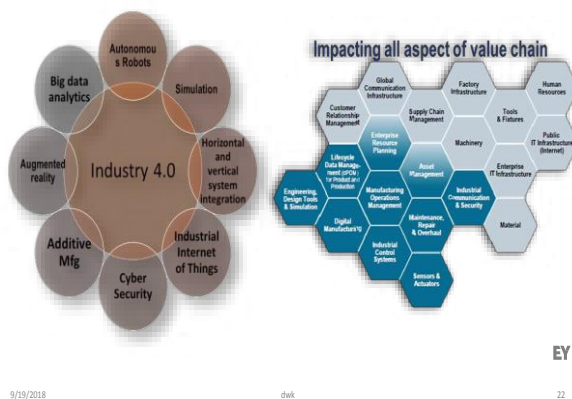 Autonomou
s Robots
Simulation
Horizontal
and
vertical
system
Integration
Industrial
Internet
of Things
Cyber
Security
Additive
Mfg
Augmented
reality
Big data
analytics
Industry 4.0
Impacting all aspect of value chain
Global
Communication
Infrastructure
Factory
Infrastructure
Human
Resources
Customer
Relationship
Management
Supply Chain
Management
Tools
& Fixtures
Enterprise
Resource
Planning
Machinery
Public
IT Infrastructure
(Internet)
Lifecycle
Data Manage-
ment (cPDM)
for Product and
Production
Asset
Management
Enterprise
IT Infrastructure
Engineering,
Design Tools
& Simulation
Manufacturing
Operations
Management
Industrial
Communication
& Security
Digital
Manufacturing
Maintenance,
Repair
& Overhaul
Material
Industrial
Control
Systems
Sensors &
Actuators
EY
9/19/2018
dwk
22